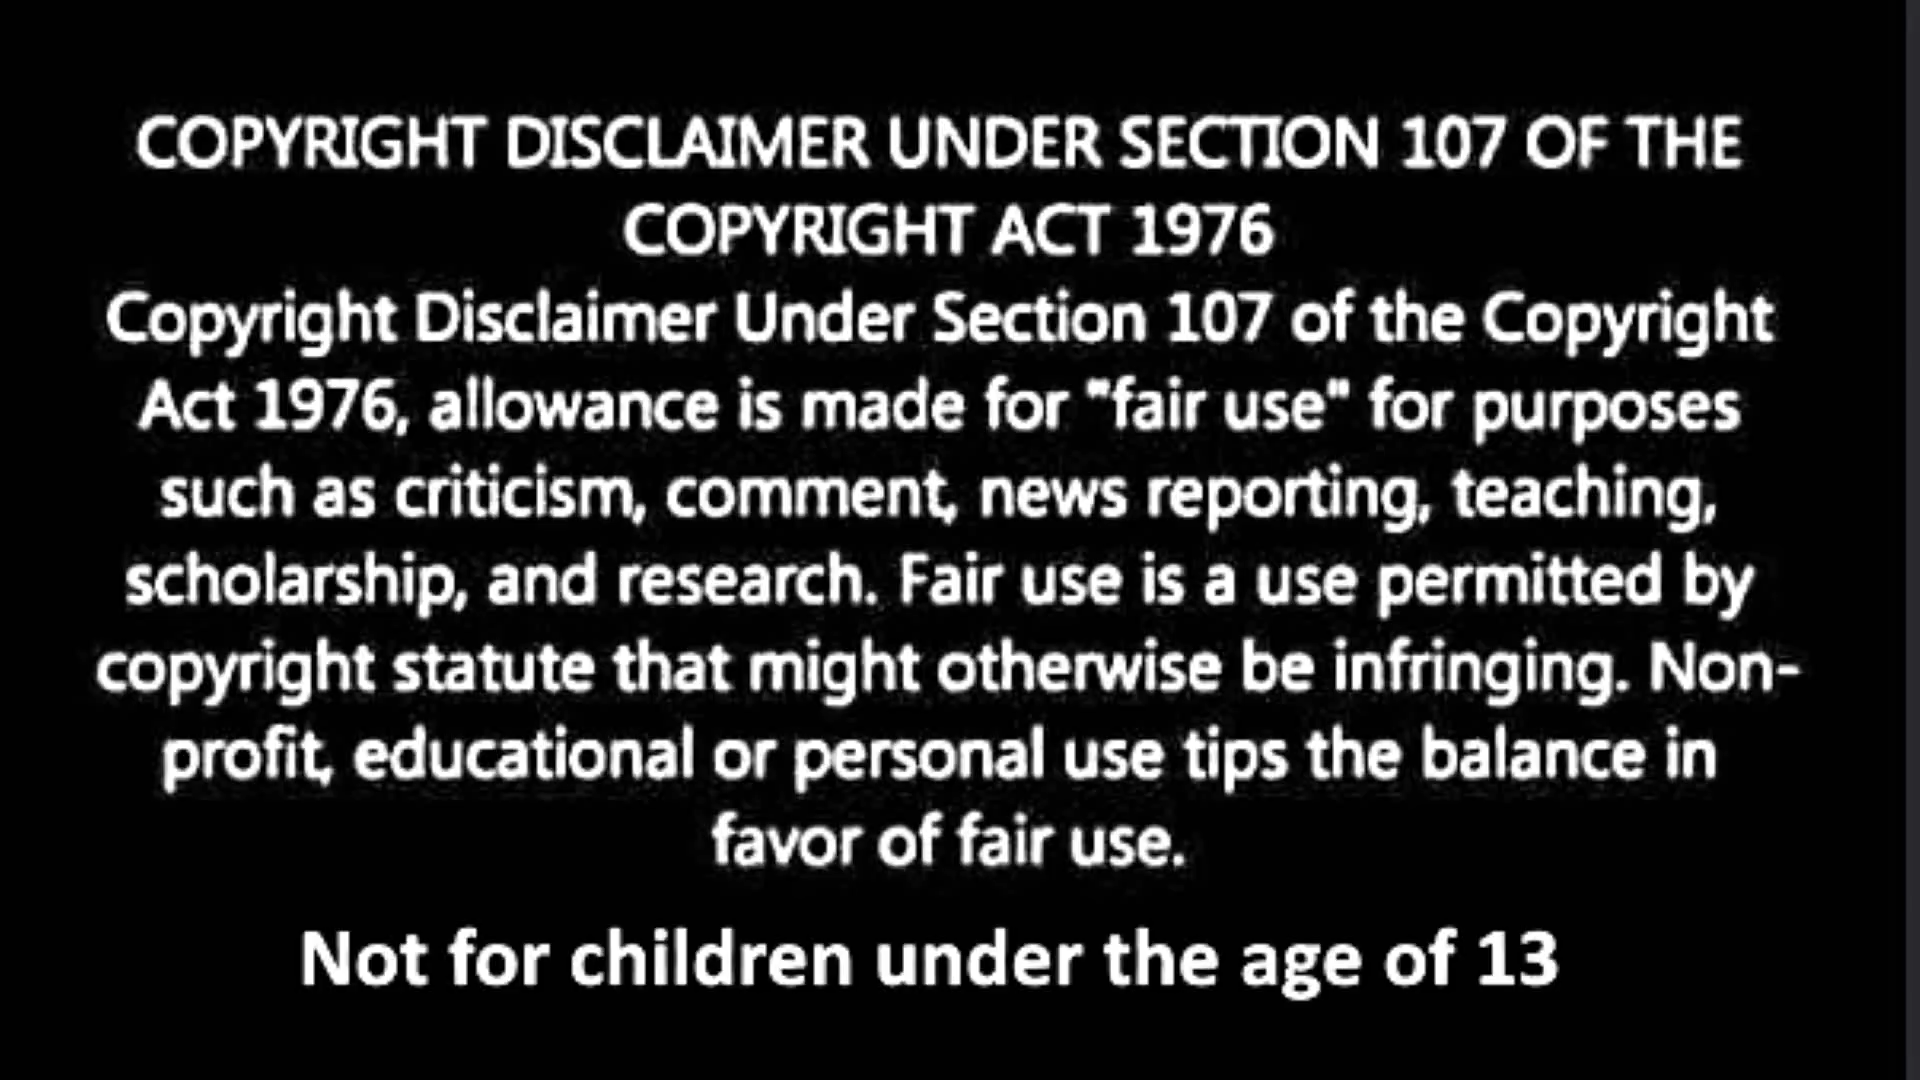 COPYRIGHT DISCLAIMER UNDER SECTION 107 OF THE
COPYRIGHT ACT 1976
Copyright Disclaimer Under Section 107 of the Copyright
Act 1976, allowance is made for "fair use" for purposes
such as criticism, comment, news reporting, teaching,
scholarship, and research. Fair use is a use permitted by
copyright statute that might otherwise be infringing. Non-
profit, educational or personal use tips the balance in
favor of fair use.
Not for children under the age of 13